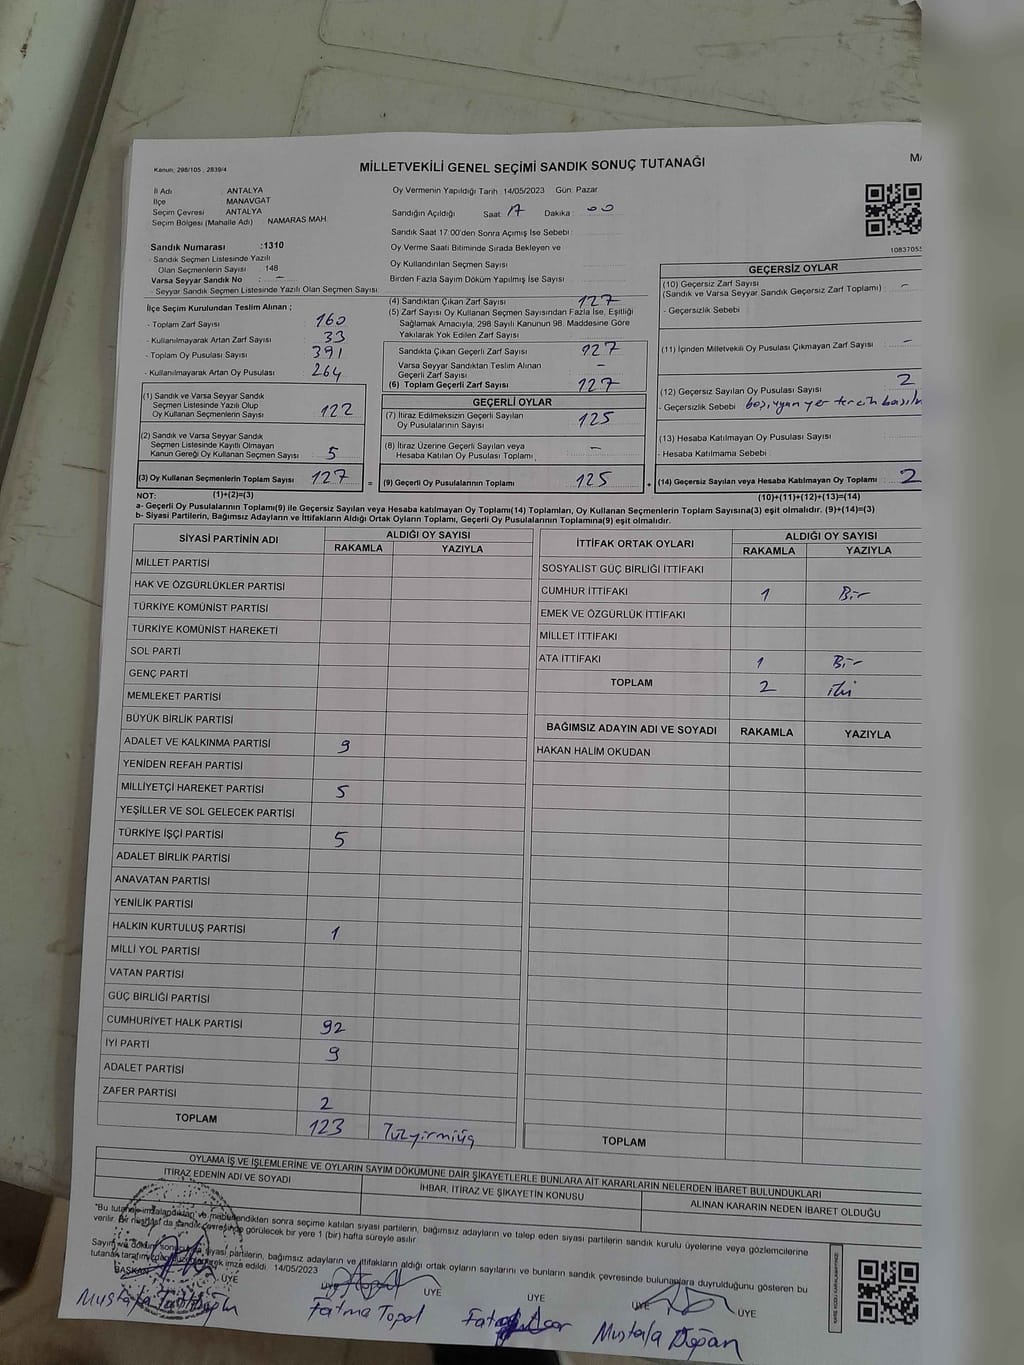 Kanun; 298/105 , 2839/4
MİLLETVEKİLİ GENEL SEÇİMİ SANDIK SONUÇ TUTANAĞI
İl Adı : ANTALYA
İlçe : MANAVGAT
Seçim Çevresi : ANTALYA
Seçim Bölgesi (Mahalle Adı) : NAMARAS MAH.
Sandık Numarası :1310
- Sandık Seçmen Listesinde Yazılı
Olan Seçmenlerin Sayısı : 148
Varsa Seyyar Sandık No : -
- Seyyar Sandık Seçmen Listesinde Yazılı Olan Seçmen Sayısı:
Oy Vermenin Yapıldığı Tarih 14/05/2023 Gün: Pazar
Sandığın Açıldığı Saat 17 Dakika : 00
Sandık Saat 17:00'den Sonra Açımış İse Sebebi:
Oy Verme Saati Bitiminde Sırada Bekleyen ve
Oy Kullandırılan Seçmen Sayısı
Birden Fazla Sayım Döküm Yapılmış İse Sayısı
İlçe Seçim Kurulundan Teslim Alınan ;
- Toplam Zarf Sayısı : 160
- Kullanılmayarak Artan Zarf Sayısı : 33
- Toplam Oy Pusulası Sayısı : 391
- Kullanılmayarak Artan Oy Pusulası : 264
(1) Sandık ve Varsa Seyyar Sandık
Seçmen Listesinde Yazılı Olup
Oy Kullanan Seçmenlerin Sayısı : 122
(2) Sandık ve Varsa Seyyar Sandık
Seçmen Listesinde Kayıtlı Olmayan
Kanun Gereği Oy Kullanan Seçmen Sayısı : 5
(3) Oy Kullanan Seçmenlerin Toplam Sayısı : 127
(4) Sandıktan Çıkan Zarf Sayısı : 127
(5) Zarf Sayısı Oy Kullanan Seçmen Sayısından Fazla İse, Eşitliği
Sağlamak Amacıyla, 298 Sayılı Kanunun 98. Maddesine Göre
Yakılarak Yok Edilen Zarf Sayısı :
Sandıkta Çıkan Geçerli Zarf Sayısı : 127
Varsa Seyyar Sandıktan Teslim Alınan
Geçerli Zarf Sayısı : -
(6) Toplam Geçerli Zarf Sayısı : 127
GEÇERLİ OYLAR
(7) İtiraz Edilmeksizin Geçerli Sayılan
Oy Pusulalarının Sayısı : 125
(8) İtiraz Üzerine Geçerli Sayılan veya
Hesaba Katılan Oy Pusulası Toplamı : -
= (9) Geçerli Oy Pusulalarının Toplamı : 125
10837055
GEÇERSİZ OYLAR
(10) Geçersiz Zarf Sayısı : -
(Sandık ve Varsa Seyyar Sandık Geçersiz Zarf Toplamı)
- Geçersizlik Sebebi :
(11) İçinden Milletvekili Oy Pusulası Çıkmayan Zarf Sayısı : -
(12) Geçersiz Sayılan Oy Pusulası Sayısı : 2
- Geçersizlik Sebebi :
(13) Hesaba Katılmayan Oy Pusulası Sayısı :
- Hesaba Katılmama Sebebi :
+ (14) Geçersiz Sayılan veya Hesaba Katılmayan Oy Toplamı : 2
NOT: (1)+(2)=(3) (10)+(11)+(12)+(13)=(14)
a- Geçerli Oy Pusulalarının Toplamı(9) ile Geçersiz Sayılan veya Hesaba katılmayan Oy Toplam(14) Toplamları, Oy Kullanan Seçmenlerin Toplam Sayısına(3) eşit olmalıdır. (9)+(14)=(3)
b- Siyasi Partilerin, Bağımsız Adayların ve İttifakların Aldığı Ortak Oyların Toplamı, Geçerli Oy Pusulalarının Toplamına(9) eşit olmalıdır.
SİYASİ PARTİNİN ADI ALDIĞI OY SAYISI
RAKAMLA YAZIYLA
MİLLET PARTİSİ
HAK VE ÖZGÜRLÜKLER PARTİSİ
TÜRKİYE KOMÜNİST PARTİSİ
TÜRKİYE KOMÜNİST HAREKETİ
SOL PARTİ
GENÇ PARTİ
MEMLEKET PARTİSİ
BÜYÜK BİRLİK PARTİSİ
ADALET VE KALKINMA PARTİSİ 9
YENİDEN REFAH PARTİSİ
MİLLİYETÇİ HAREKET PARTİSİ 5
YEŞİLLER VE SOL GELECEK PARTİSİ
TÜRKİYE İŞÇİ PARTİSİ 5
ADALET BİRLİK PARTİSİ
ANAVATAN PARTİSİ
YENİLİK PARTİSİ
HALKIN KURTULUŞ PARTİSİ 1
MİLLİ YOL PARTİSİ
VATAN PARTİSİ
GÜÇ BİRLİĞİ PARTİSİ
CUMHURİYET HALK PARTİSİ 92
İYİ PARTİ 9
ADALET PARTİSİ
ZAFER PARTİSİ 2
TOPLAM 123 Yüzyirmiüç
İTTİFAK ORTAK OYLARI ALDIĞI OY SAYISI
RAKAMLA YAZIYLA
SOSYALİST GÜÇ BİRLİĞİ İTTİFAKI
CUMHUR İTTİFAKI 1 Bir
EMEK VE ÖZGÜRLÜK İTTİFAKI
MİLLET İTTİFAKI
ATA İTTİFAKI 1 Bir
TOPLAM 2 iki
BAĞIMSIZ ADAYIN ADI VE SOYADI RAKAMLA YAZIYLA
HAKAN HALIM OKUDAN
TOPLAM
OYLAMA İŞ VE İŞLEMLERİNE VE OYLARIN SAYIM DÖKÜMÜNE DAİR ŞİKAYETLERLE BUNLARA AİT KARARLARIN NELERDEN İBARET BULUNDUKLARI
İTİRAZ EDENİN ADI VE SOYADI
İHBAR, İTİRAZ VE ŞİKAYETİN KONUSU
ALINAN KARARIN NEDEN İBARET OLDUĞU
"Bu tutanak imzalandıktan ve mühürlendikten sonra seçime katılan siyasi partilerin, bağımsız adayların ve talep eden siyasi partilerin sandık kurulu üyelerine veya gözlemcilerine
verilir. Bir nüshası da sandık çevresinde görülecek bir yere 1 (bir) hafta süreyle asılır.
Sayım ve döküm siyasi partilerin, bağımsız adayların ve ittifakların aldığı ortak oyların sayılarını ve bunların sandık çevresinde bulunanlara duyrulduğunu gösteren bu
tutanak imza edildi. 14/05/2023
BAŞKAN ÜYE ÜYE ÜYE ÜYE ÜYE ÜYE
Mustafa Fatma Topal Mustafa Doğan